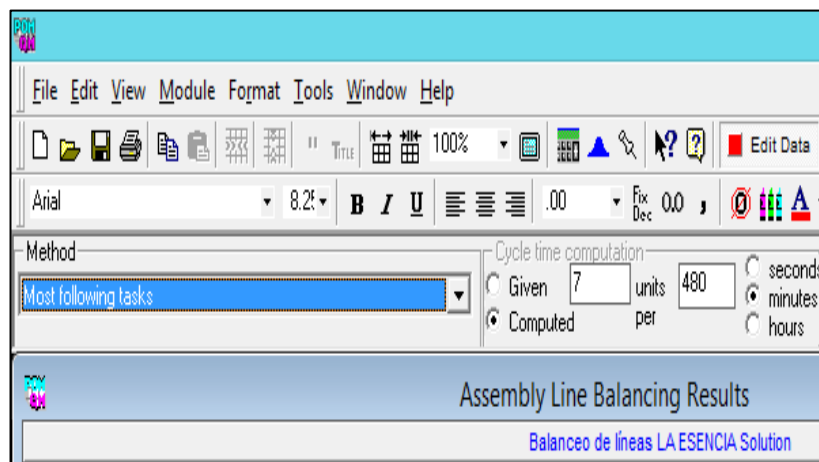 POM QM
File Edit View Module Format Tools Window Help
" TITLE 100% Edit Data
Arial 8.25 B I U .00 Fix Dec 0.0 , A
Method
Cycle time computation
Most following tasks
Given 7 units 480 seconds
Computed per minutes
hours
Assembly Line Balancing Results
Balanceo de líneas LA ESENCIA Solution